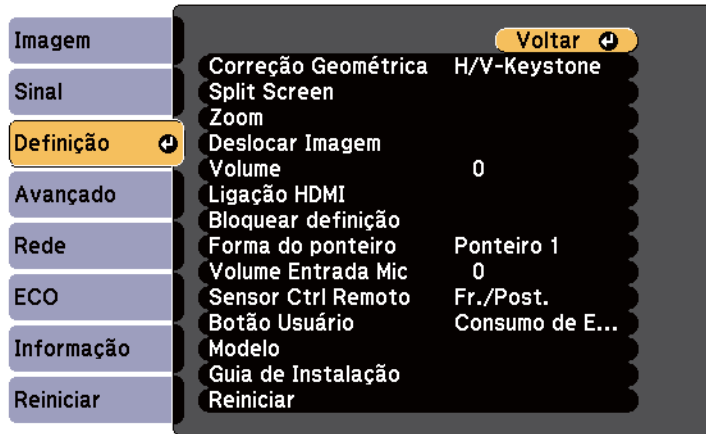 Imagem
Sinal
Definição
Avançado
Rede
ECO
Informação
Reiniciar
Voltar
Correção Geométrica H/V-Keystone
Split Screen
Zoom
Deslocar Imagem
Volume 0
Ligação HDMI
Bloquear definição
Forma do ponteiro Ponteiro 1
Volume Entrada Mic 0
Sensor Ctrl Remoto Fr./Post.
Botão Usuário Consumo de E...
Modelo
Guia de Instalação
Reiniciar